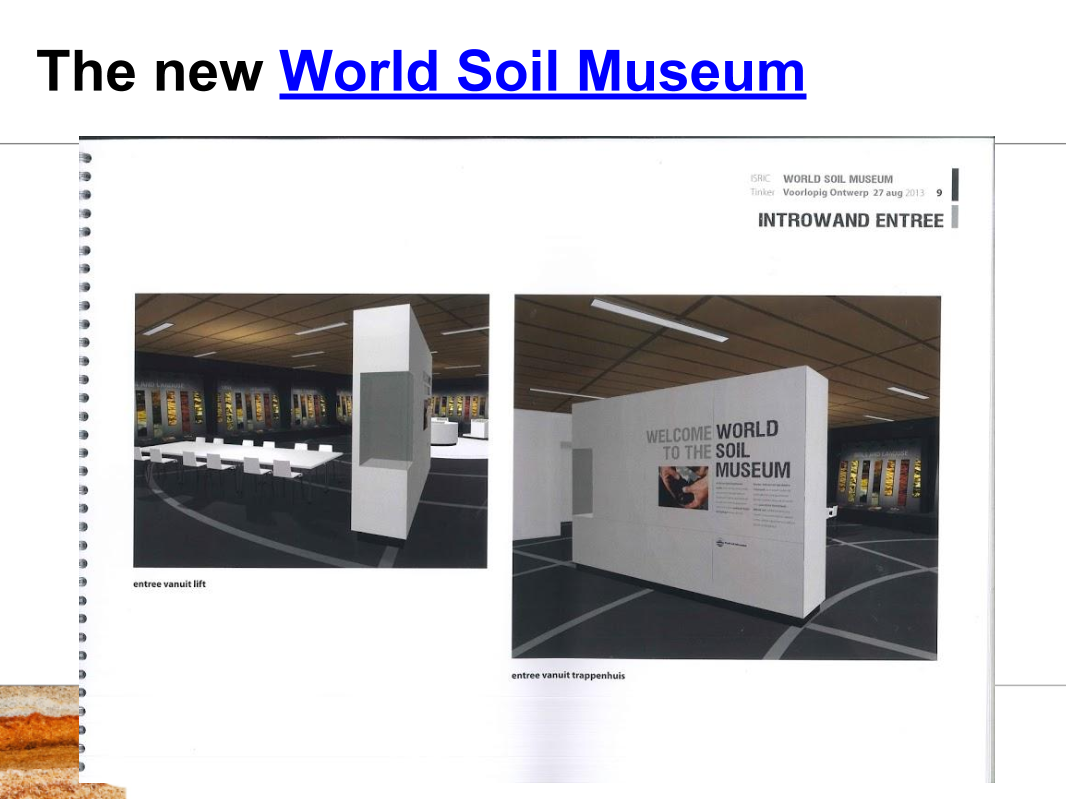 The new World Soil Museum
ISRIC WORLD SOIL MUSEUM
Tinker Voorlopig Ontwerp 27 aug 2013 9
INTROWAND ENTREE
WELCOME WORLD
TO THE SOIL
MUSEUM
entree vanuit lift
entree vanuit trappenhuis